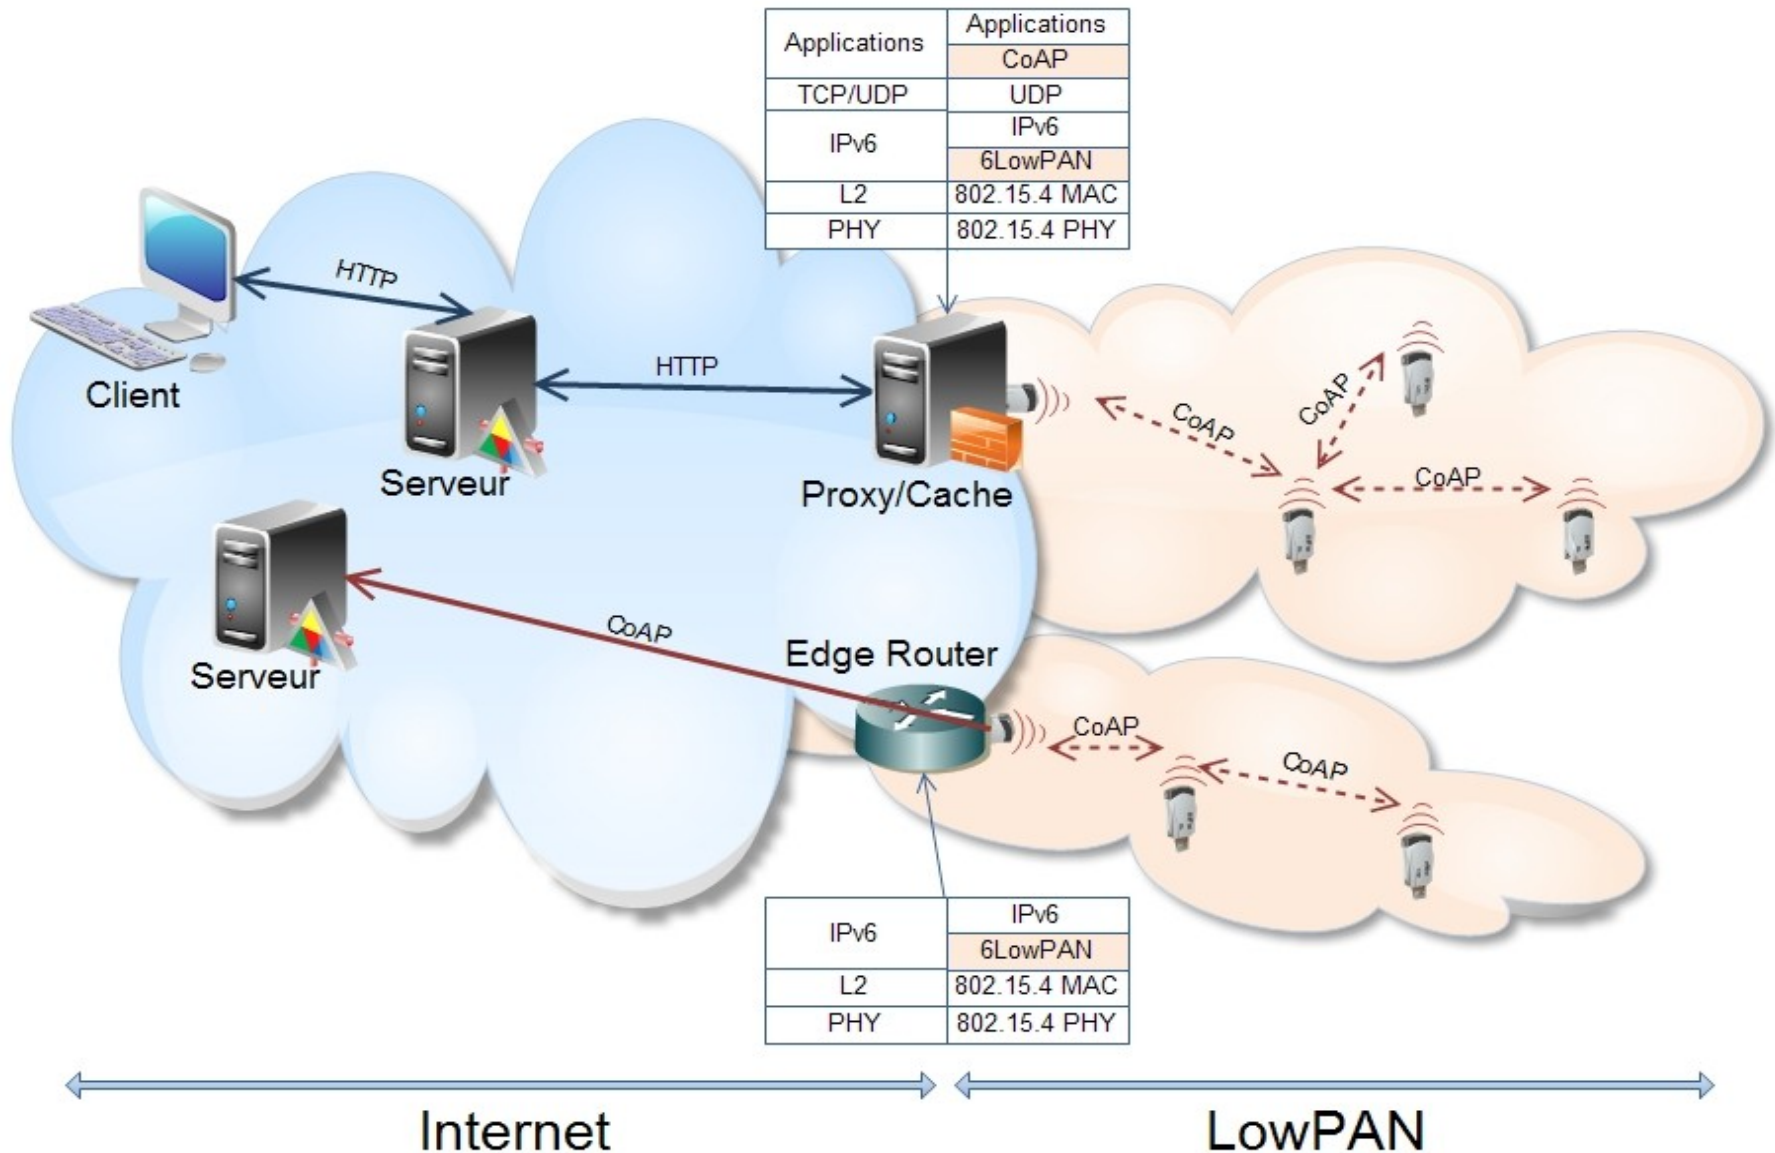 Applications
Applications
CoAP
TCP/UDP
UDP
IPv6
IPv6
6LowPAN
L2
802.15.4 MAC
PHY
802.15.4 PHY
HTTP
Client
HTTP
Serveur
Proxy/Cache
CoAP
CoAP
CoAP
Serveur
CoAP
Edge Router
CoAP
CoAP
IPv6
IPv6
6LowPAN
L2
802.15.4 MAC
PHY
802.15.4 PHY
Internet
LowPAN